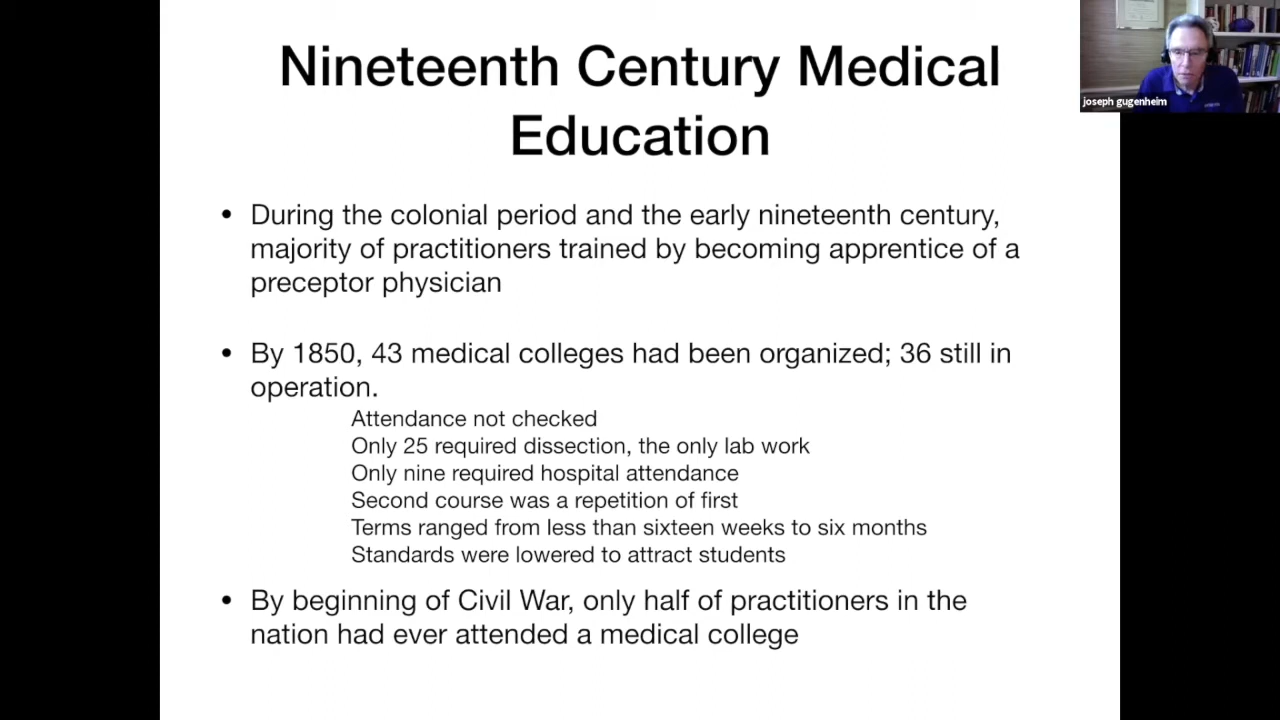 Nineteenth Century Medical
Education
joseph gugenheim
• During the colonial period and the early nineteenth century,
majority of practitioners trained by becoming apprentice of a
preceptor physician
• By 1850, 43 medical colleges had been organized; 36 still in
operation.
Attendance not checked
Only 25 required dissection, the only lab work
Only nine required hospital attendance
Second course was a repetition of first
Terms ranged from less than sixteen weeks to six months
Standards were lowered to attract students
• By beginning of Civil War, only half of practitioners in the
nation had ever attended a medical college